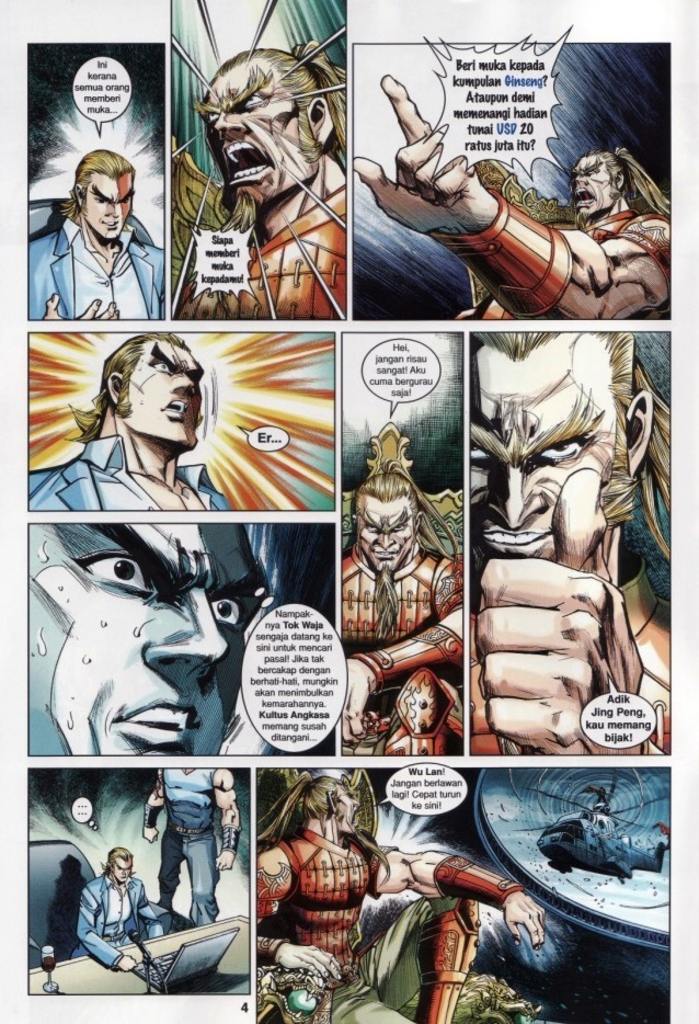 Ini
kerana
semua orang
memberi
muka...
Siapa
memberi
muka
kepadamu!
Beri muka kepada
kumpulan Ginseng?
Ataupun demi
memenangi hadian
tunai USD 20
ratus juta itu?
Er...
Hei,
jangan risau
sangat! Aku
cuma bergurau
saja!
Adik
Jing Peng,
kau memang
bijak!
Nampak-
nya Tok Waja
sengaja datang ke
sini untuk mencari
pasal! Jika tak
bercakap dengan
berhati-hati, mungkin
akan menimbulkan
kemarahannya.
Kultus Angkasa
memang susah
ditangani...
...
...
Wu Lan!
Jangan berlawan
lagi! Cepat turun
ke sini!
4